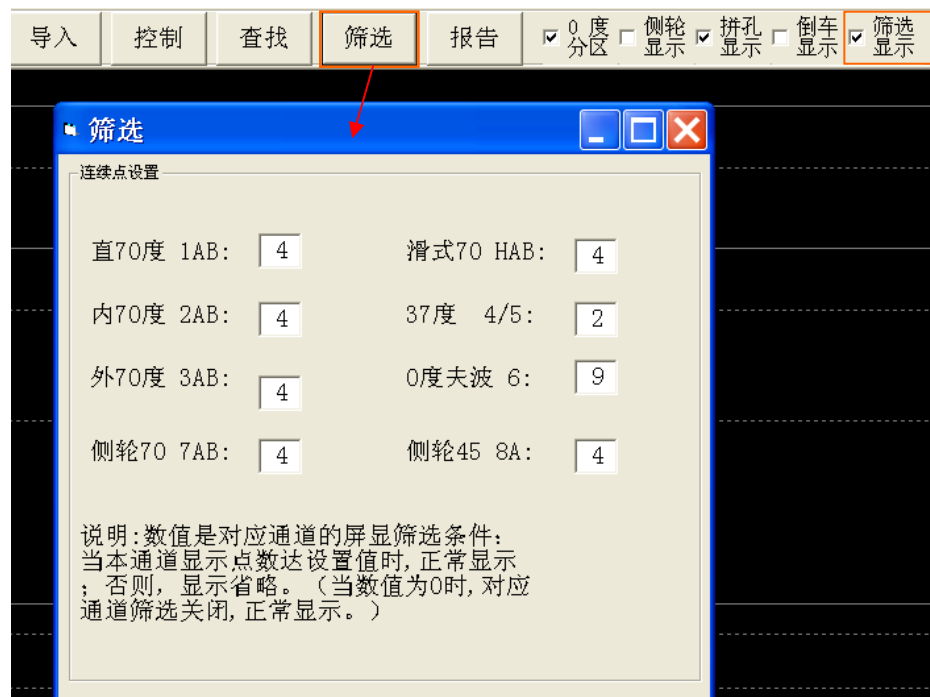 导入 控制 查找 筛选 报告 0 度 侧轮 拼孔 倒车 筛选
分区 显示 显示 显示 显示
筛选
连续点设置
直70度 1AB: 4 滑式70 HAB: 4
内70度 2AB: 4 37度 4/5: 2
外70度 3AB: 4 0度夫波 6: 9
侧轮70 7AB: 4 侧轮45 8A: 4
说明:数值是对应通道的屏显筛选条件:
当本通道显示点数达设置值时,正常显示
;否则,显示省略。(当数值为0时,对应
通道筛选关闭,正常显示。)